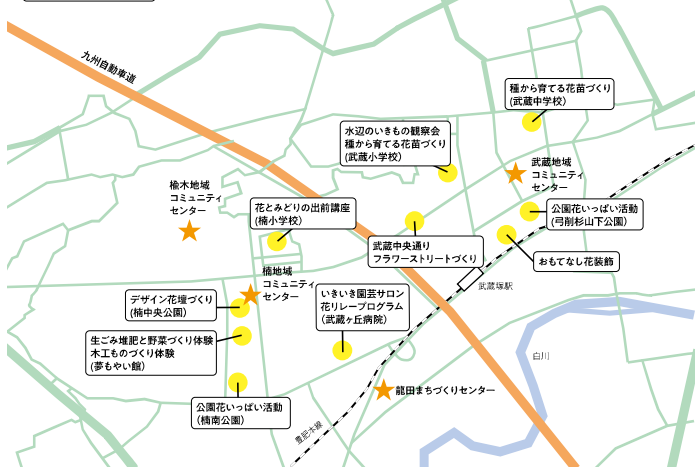 九州自動車道
種から育てる花苗づくり
(武蔵中学校)
水辺のいきもの観察会
種から育てる花苗づくり
(武蔵小学校)
武蔵地域
コミュニティ
センター
楡木地域
コミュニティ
センター
花とみどりの出前講座
(楠小学校)
公園花いっぱい活動
(弓削杉山下公園)
武蔵中央通り
フラワーストリートづくり
おもてなし花装飾
楠地域
コミュニティ
センター
武蔵塚駅
いきいき園芸サロン
花リレープログラム
(武蔵ヶ丘病院)
デザイン花壇づくり
(楠中央公園)
生ごみ堆肥と野菜づくり体験
木工ものづくり体験
(夢もやい館)
白川
龍田まちづくりセンター
公園花いっぱい活動
(楠南公園)
豊肥本線